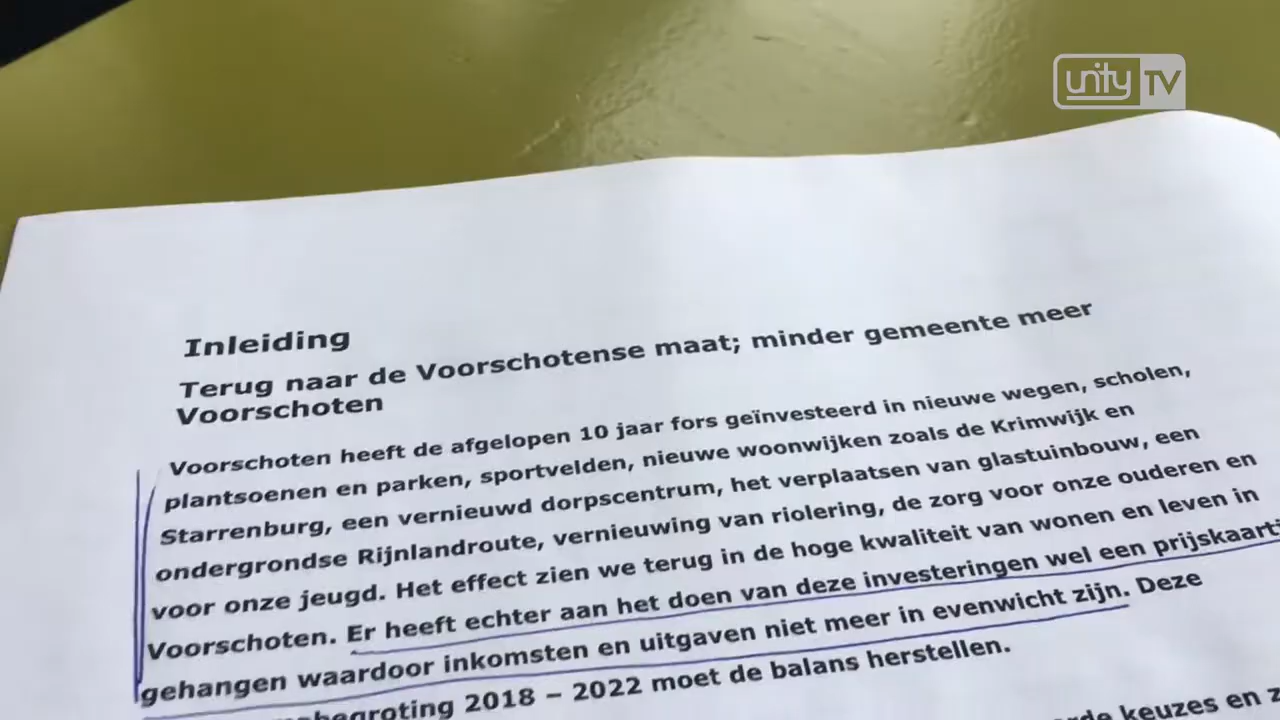 unity TV
Inleiding
Terug naar de Voorschotense maat; minder gemeente meer
Voorschoten
Voorschoten heeft de afgelopen 10 jaar fors geïnvesteerd in nieuwe wegen, scholen,
plantsoenen en parken, sportvelden, nieuwe woonwijken zoals de Krimwijk en
Starrenburg, een vernieuwd dorpscentrum, het verplaatsen van glastuinbouw, een
ondergrondse Rijnlandroute, vernieuwing van riolering, de zorg voor onze ouderen en
voor onze jeugd. Het effect zien we terug in de hoge kwaliteit van wonen en leven in
Voorschoten. Er heeft echter aan het doen van deze investeringen wel een
gehangen waardoor inkomsten en uitgaven niet meer in evenwicht zijn. Deze
2018 – 2022 moet de balans herstellen.
keuzes en